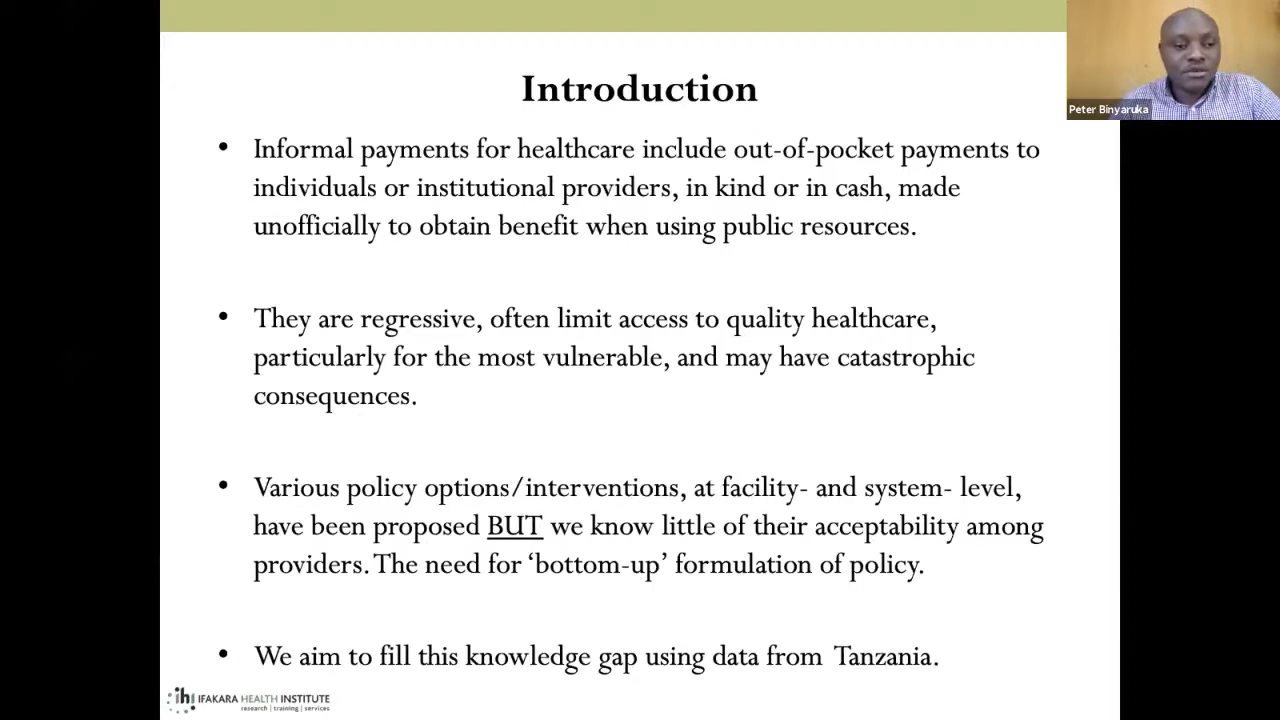 Introduction
Peter Binyaruka
• Informal payments for healthcare include out-of-pocket payments to
individuals or institutional providers, in kind or in cash, made
unofficially to obtain benefit when using public resources.
• They are regressive, often limit access to quality healthcare,
particularly for the most vulnerable, and may have catastrophic
consequences.
• Various policy options/interventions, at facility- and system- level,
have been proposed BUT we know little of their acceptability among
providers. The need for ‘bottom-up’ formulation of policy.
• We aim to fill this knowledge gap using data from Tanzania.
ihi IFAKARA HEALTH INSTITUTE
research | training | services